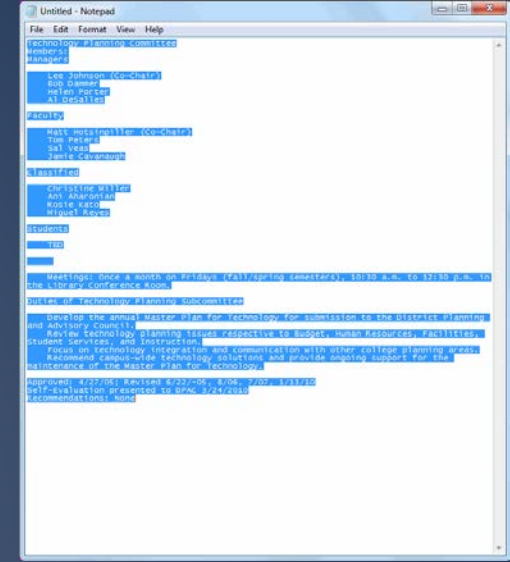 Untitled - Notepad
File Edit Format View Help
Technology Planning Committee
Members:
Managers
Lee Johnson (Co-Chair)
Bob Dammer
Helen Porter
Al DeSalles
Faculty
Matt Hotsinpiller (Co-Chair)
Tom Peters
Sal Veas
Jamie Cavanaugh
Classified
Christine Miller
Ani Aharonian
Rosie Kato
Miguel Reyes
Students
TBD
Meetings: Once a month on Fridays (fall/spring semesters), 10:30 a.m. to 12:30 p.m. in
the Library Conference Room.
Duties of Technology Planning Subcommittee
Develop the annual Master Plan for Technology for submission to the District Planning
and Advisory Council.
Review technology planning issues respective to Budget, Human Resources, Facilities,
Student Services, and Instruction.
Focus on technology integration and communication with other college planning areas.
Recommend campus-wide technology solutions and provide ongoing support for the
maintenance of the Master Plan for Technology.
Approved: 4/27/05; Revised 6/22/-05, 8/06, 7/07, 1/11/10
Self-Evaluation presented to DPAC 3/24/2010
Recommendations: None